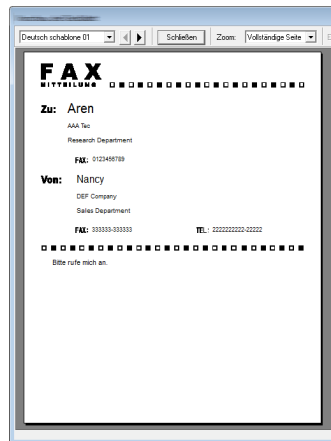 Deutsch schablone 01
Schließen
Zoom:
Vollständige Seite
FAX
MITTEILUNG
Zu: Aren
AAA Tec
Research Department
FAX: 0123456789
Von: Nancy
DEF Company
Sales Department
FAX: 333333-333333 TEL: 2222222222-22222
Bitte rufe mich an.